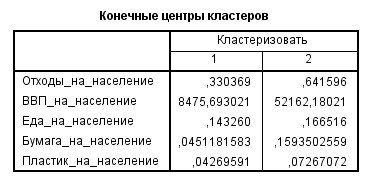 Конечные центры кластеров
Кластеризовать
1 2
Отходы_на_население ,330369 ,641596
ВВП_на_население 8475,693021 52162,18021
Еда_на_население ,143260 ,166516
Бумага_на_население ,0451181583 ,1593502559
Пластик_на_население ,04269591 ,07267072